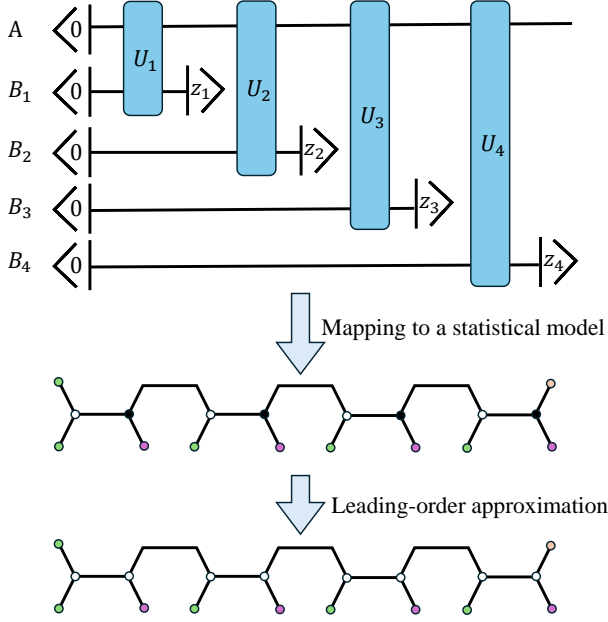 A 0
U₁ U₂ U₃ U₄
B₁ 0 z₁
B₂ 0 z₂
B₃ 0 z₃
B₄ 0 z₄
Mapping to a statistical model
Leading-order approximation